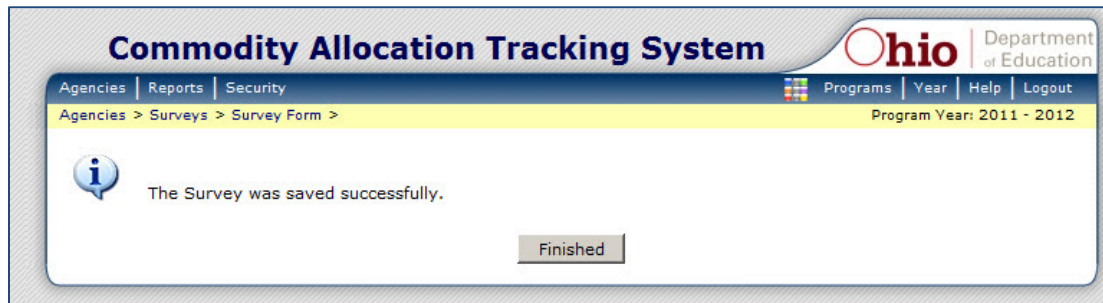 Commodity Allocation Tracking System
Ohio Department of Education
Agencies | Reports | Security Programs | Year | Help | Logout
Agencies > Surveys > Survey Form > Program Year: 2011 - 2012
The Survey was saved successfully.
Finished